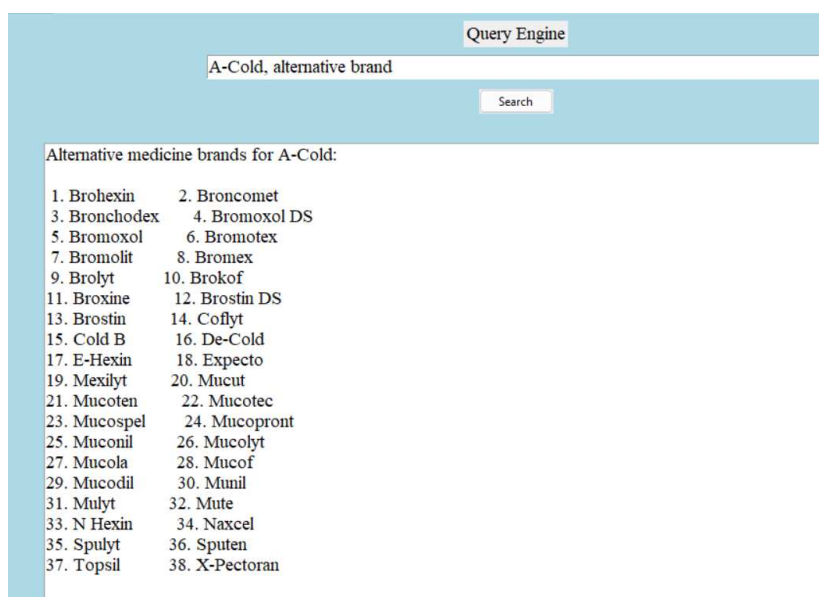 Query Engine
A-Cold, alternative brand
Search
Alternative medicine brands for A-Cold:
1. Brohexin 2. Broncomet
3. Bronchodex 4. Bromoxol DS
5. Bromoxol 6. Bromotex
7. Bromolit 8. Bromex
9. Brolyt 10. Brokof
11. Broxine 12. Brostin DS
13. Brostin 14. Coflyt
15. Cold B 16. De-Cold
17. E-Hexin 18. Expecto
19. Mexilyt 20. Mucut
21. Mucoten 22. Mucotec
23. Mucospel 24. Mucopront
25. Muconil 26. Mucolyt
27. Mucola 28. Mucof
29. Mucodil 30. Munil
31. Mulyt 32. Mute
33. N Hexin 34. Naxcel
35. Spulyt 36. Sputen
37. Topsil 38. X-Pectoran